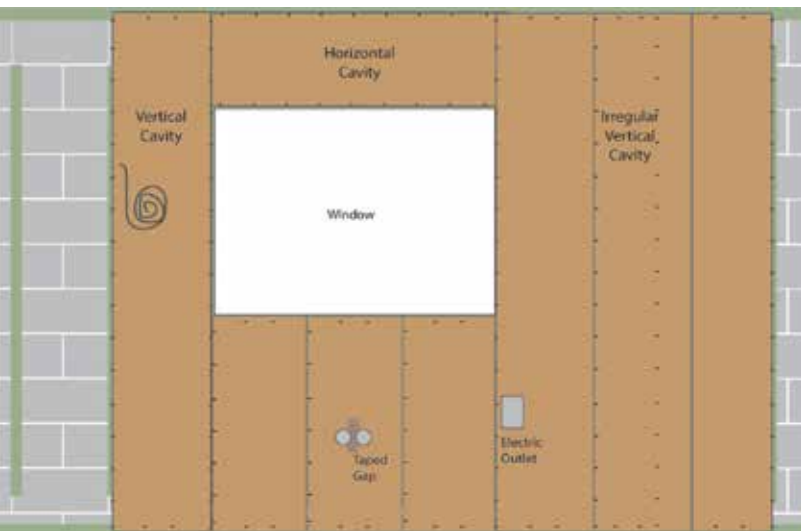 Horizontal
Cavity
Vertical
Cavity
Irregular
Vertical
Cavity
Window
Electric
Outlet
Taped
Gap